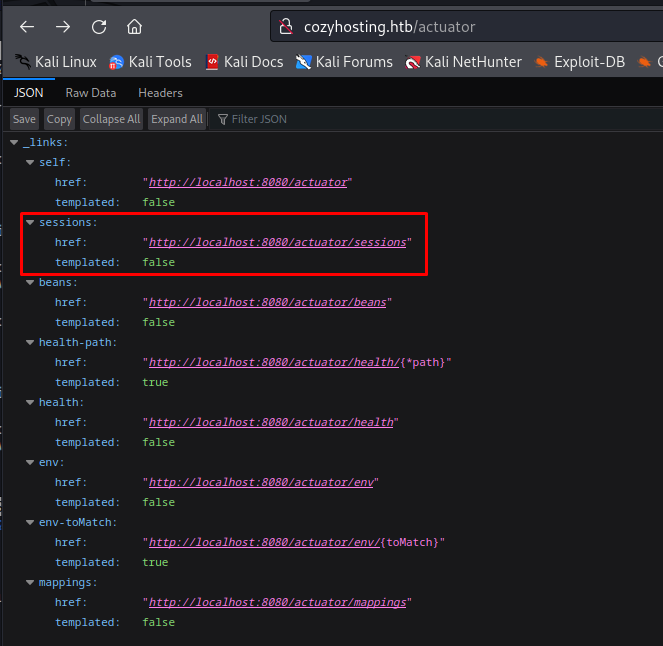 cozyhosting.htb/actuator
Kali Linux Kali Tools Kali Docs Kali Forums Kali NetHunter Exploit-DB
JSON Raw Data Headers
Save Copy Collapse All Expand All Filter JSON
_links:
self:
href: "http://localhost:8080/actuator"
templated: false
sessions:
href: "http://localhost:8080/actuator/sessions"
templated: false
beans:
href: "http://localhost:8080/actuator/beans"
templated: false
health-path:
href: "http://localhost:8080/actuator/health/{*path}"
templated: true
health:
href: "http://localhost:8080/actuator/health"
templated: false
env:
href: "http://localhost:8080/actuator/env"
templated: false
env-toMatch:
href: "http://localhost:8080/actuator/env/{toMatch}"
templated: true
mappings:
href: "http://localhost:8080/actuator/mappings"
templated: false